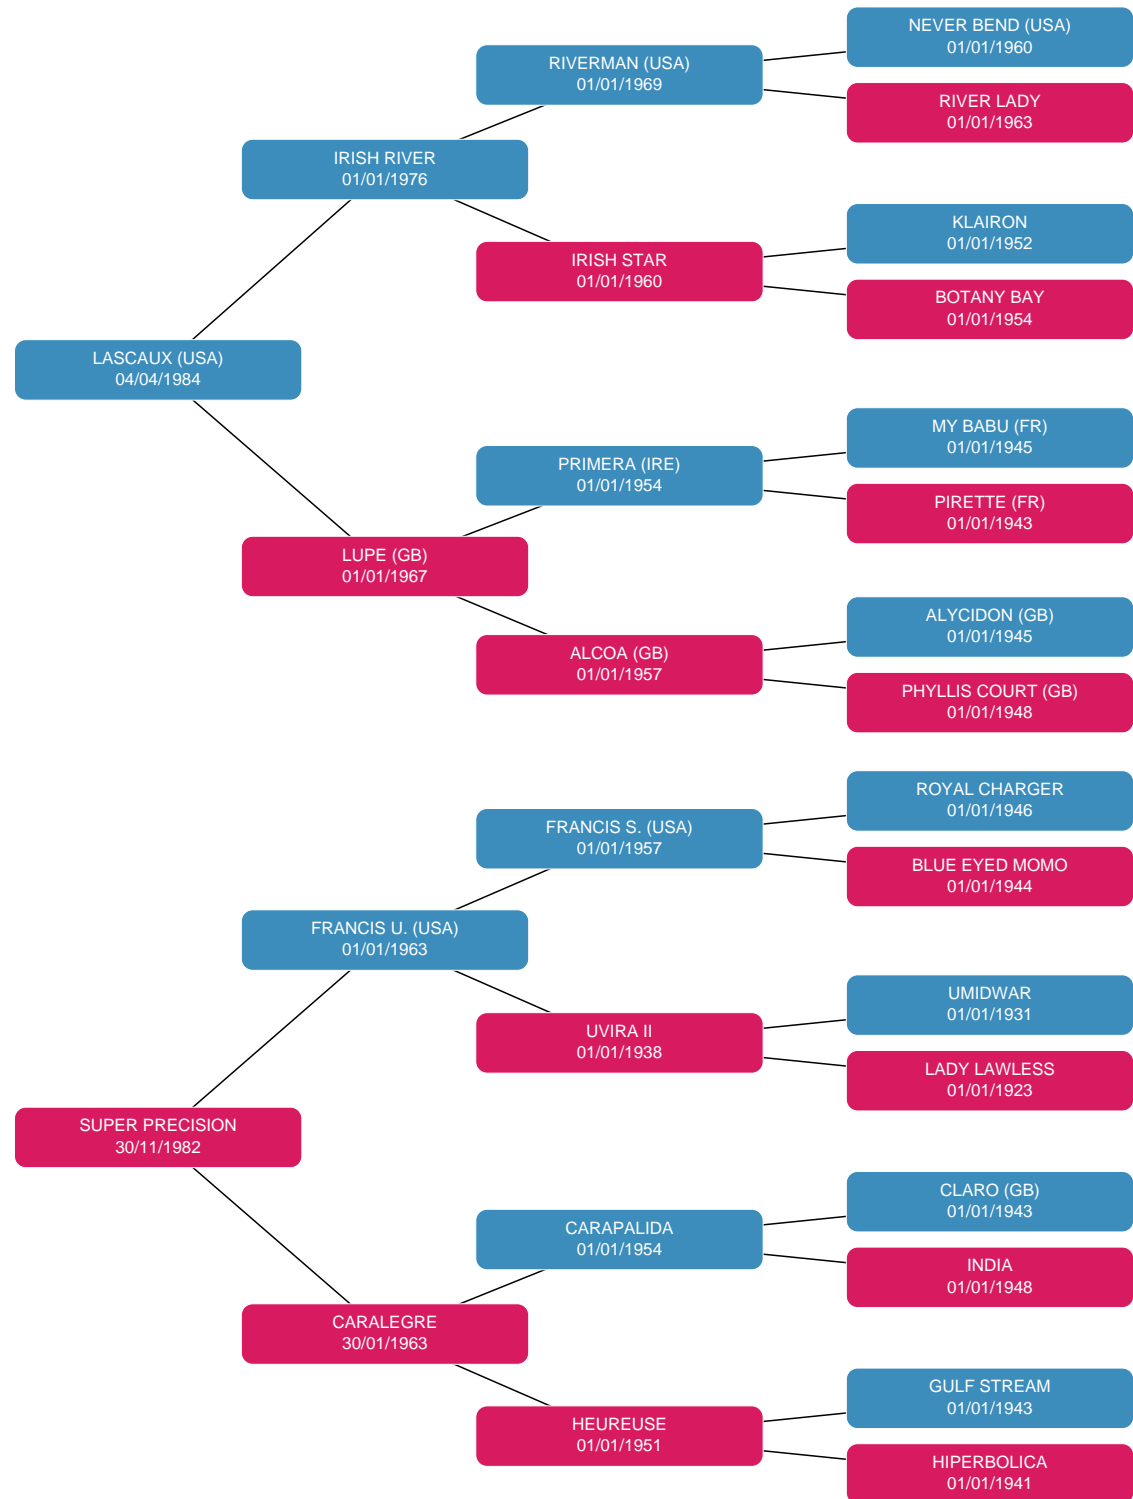 NEVER BEND (USA)
01/01/1960
RIVERMAN (USA)
01/01/1969
RIVER LADY
01/01/1963
IRISH RIVER
01/01/1976
KLAIRON
01/01/1952
IRISH STAR
01/01/1960
BOTANY BAY
01/01/1954
LASCAUX (USA)
04/04/1984
MY BABU (FR)
01/01/1945
PRIMERA (IRE)
01/01/1954
PIRETTE (FR)
01/01/1943
LUPE (GB)
01/01/1967
ALYCIDON (GB)
01/01/1945
ALCOA (GB)
01/01/1957
PHYLLIS COURT (GB)
01/01/1948
ROYAL CHARGER
01/01/1946
FRANCIS S. (USA)
01/01/1957
BLUE EYED MOMO
01/01/1944
FRANCIS U. (USA)
01/01/1963
UMIDWAR
01/01/1931
UVIRA II
01/01/1938
LADY LAWLESS
01/01/1923
SUPER PRECISION
30/11/1982
CLARO (GB)
01/01/1943
CARAPALIDA
01/01/1954
INDIA
01/01/1948
CARALEGRE
30/01/1963
GULF STREAM
01/01/1943
HEUREUSE
01/01/1951
HIPERBOLICA
01/01/1941